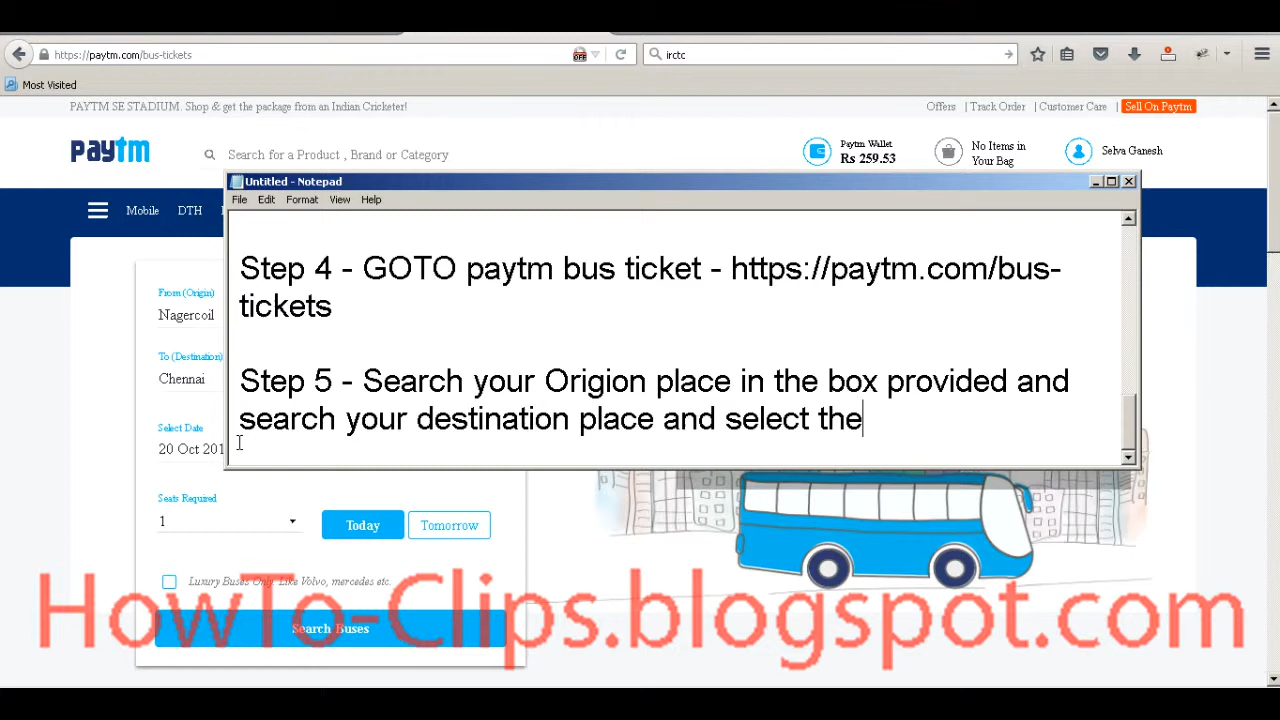 https://paytm.com/bus-tickets
irctc
Most Visited
PAYTM SE STADIUM. Shop & get the package from an Indian Cricketer!
Offers | Track Order | Customer Care | Sell On Paytm
paytm
Search for a Product , Brand or Category
Paytm Wallet
Rs 259.53
No Items in
Your Bag
Selva Ganesh
Untitled - Notepad
File Edit Format View Help
Mobile DTH
Step 4 - GOTO paytm bus ticket - https://paytm.com/bus-
tickets
Step 5 - Search your Origion place in the box provided and
search your destination place and select the
From (Origin)
Nagercoil
To (Destination)
Chennai
Select Date
20 Oct 201
Seats Required
1
Today
Tomorrow
Luxury Buses Only. Like Volvo, mercedes etc.
Search Buses
HowTo-Clips.blogspot.com